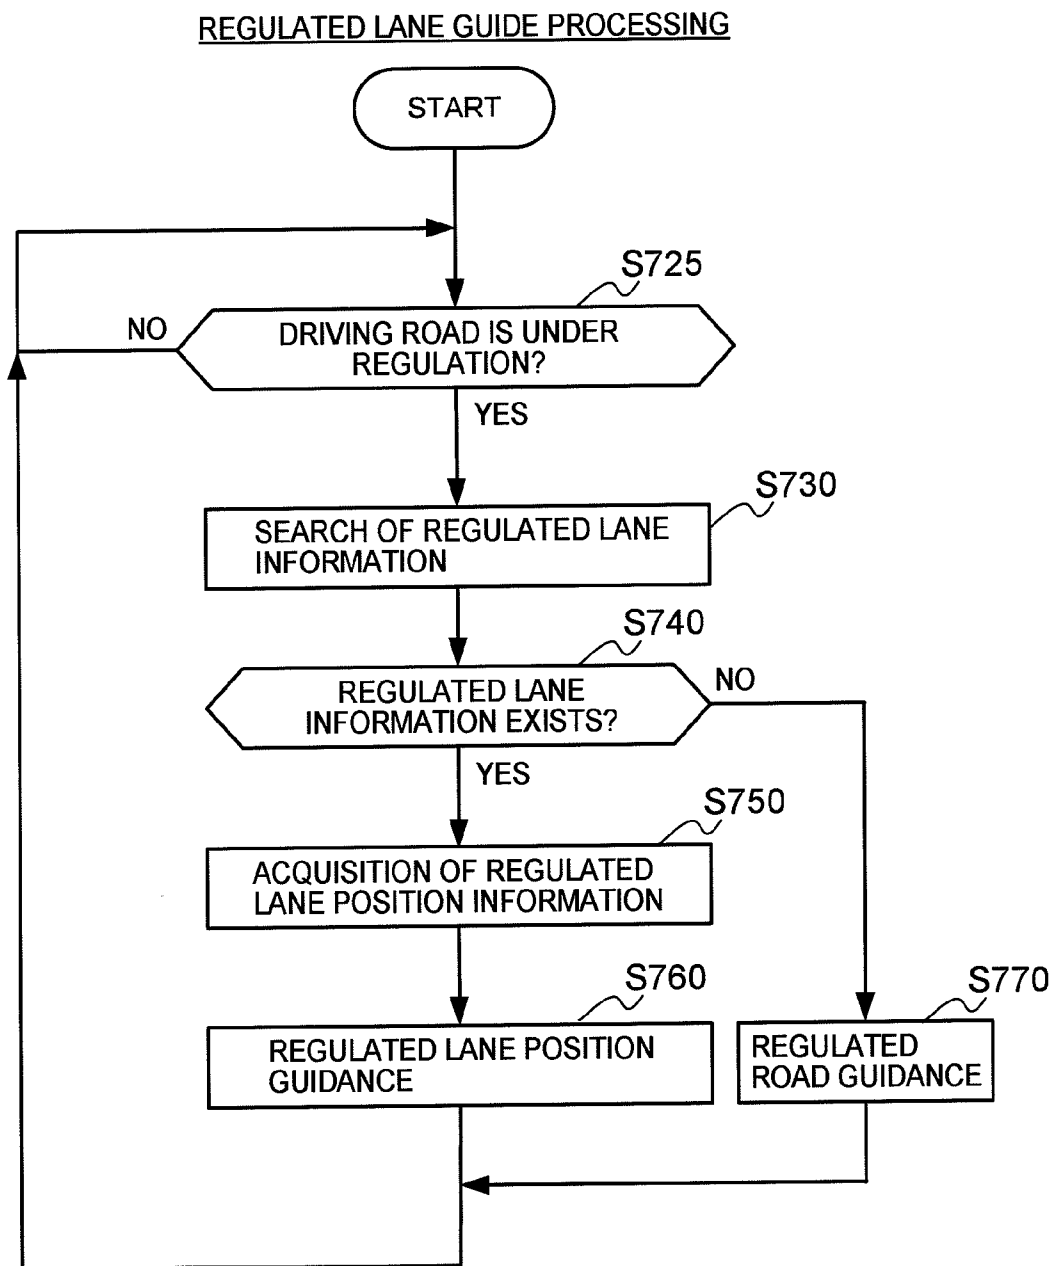 REGULATED LANE GUIDE PROCESSING
START
S725
NO
DRIVING ROAD IS UNDER
REGULATION?
YES
S730
SEARCH OF REGULATED LANE
INFORMATION
S740
REGULATED LANE
INFORMATION EXISTS?
NO
YES
S750
ACQUISITION OF REGULATED
LANE POSITION INFORMATION
S760
REGULATED LANE POSITION
GUIDANCE
S770
REGULATED
ROAD GUIDANCE